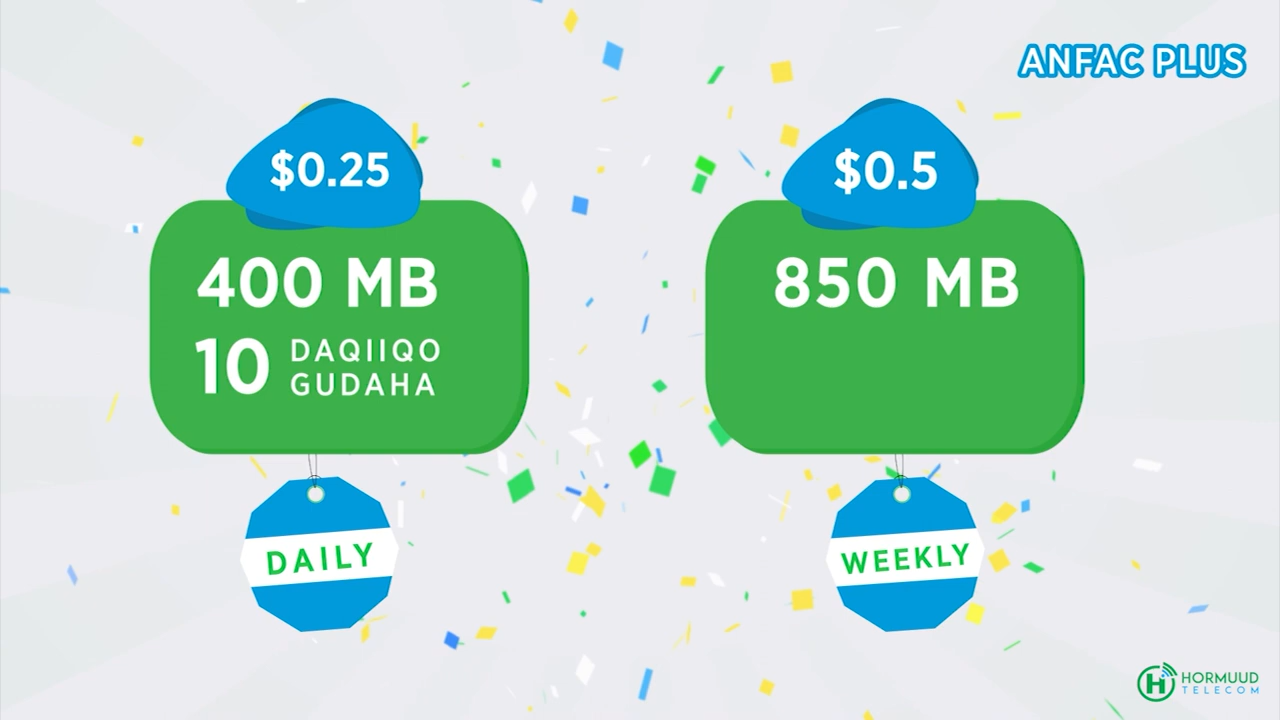 ANFAC PLUS
$0.25
400 MB
10 DAQIIQO
GUDAHA
DAILY
$0.5
850 MB
WEEKLY
HORMUUD
TELECOM